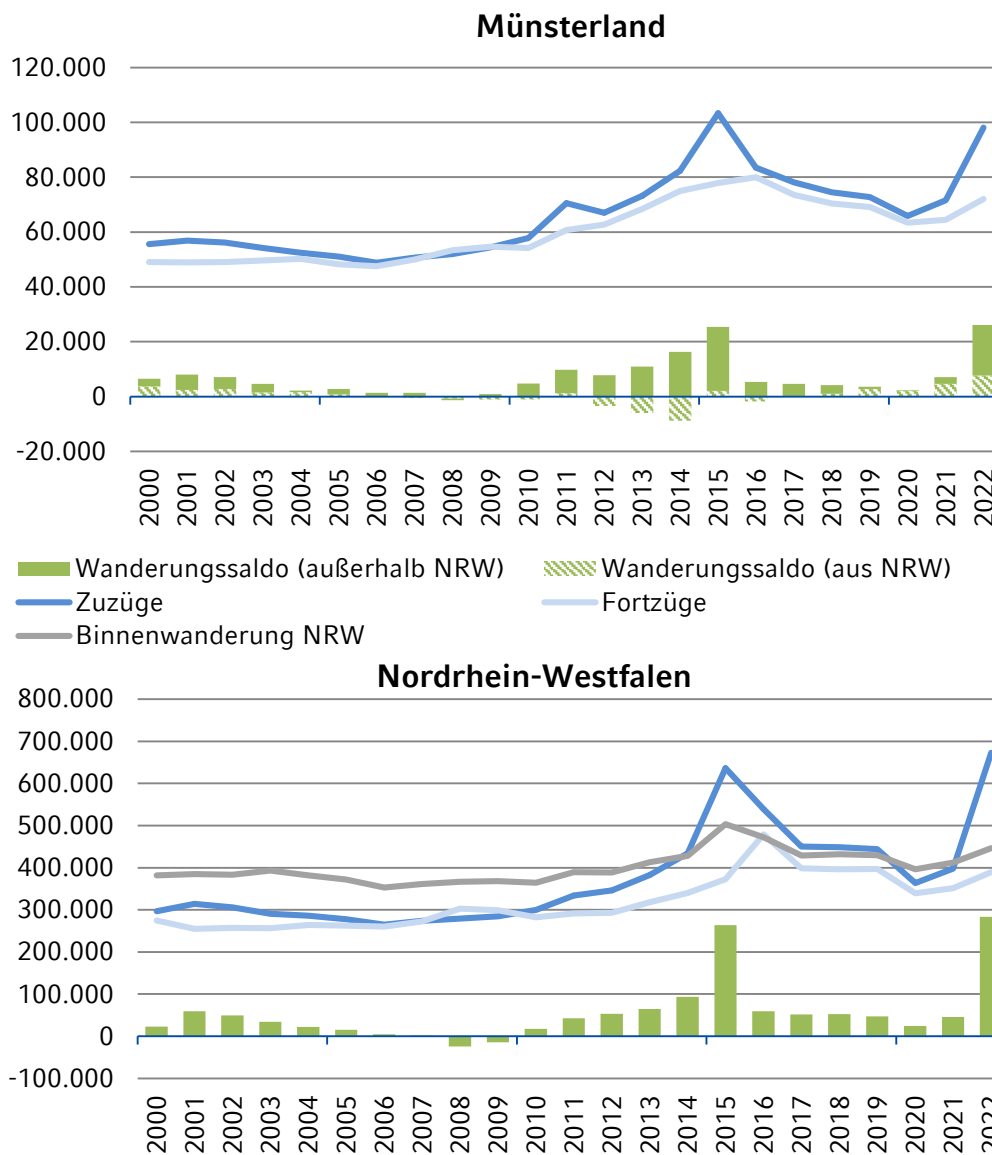 Münsterland
120.000
100.000
80.000
60.000
40.000
20.000
0
-20.000
2000 2001 2002 2003 2004 2005 2006 2007 2008 2009 2010 2011 2012 2013 2014 2015 2016 2017 2018 2019 2020 2021 2022
Wanderungssaldo (außerhalb NRW) Wanderungssaldo (aus NRW)
Zuzüge Fortzüge
Binnenwanderung NRW
Nordrhein-Westfalen
800.000
700.000
600.000
500.000
400.000
300.000
200.000
100.000
0
-100.000
2000 2001 2002 2003 2004 2005 2006 2007 2008 2009 2010 2011 2012 2013 2014 2015 2016 2017 2018 2019 2020 2021 2022